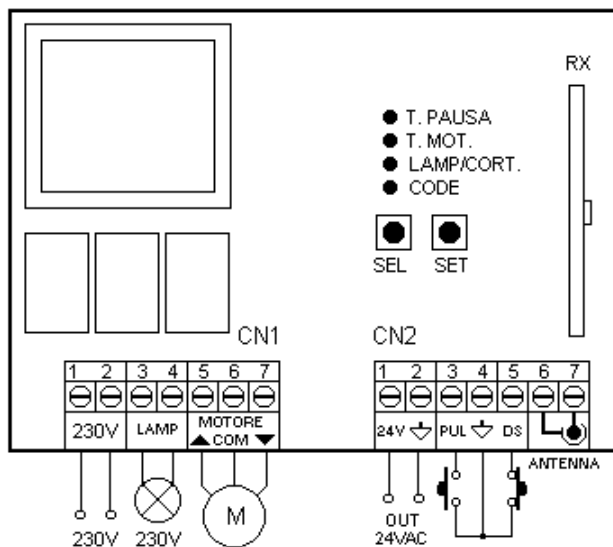 RX
T. PAUSA
T. MOT.
LAMP/CORT.
CODE
SEL SET
CN1 CN2
1 2 3 4 5 6 7 1 2 3 4 5 6 7
230V LAMP MOTORE COM 24V PUL DS
ANTENNA
M
OUT
230V 230V 24VAC